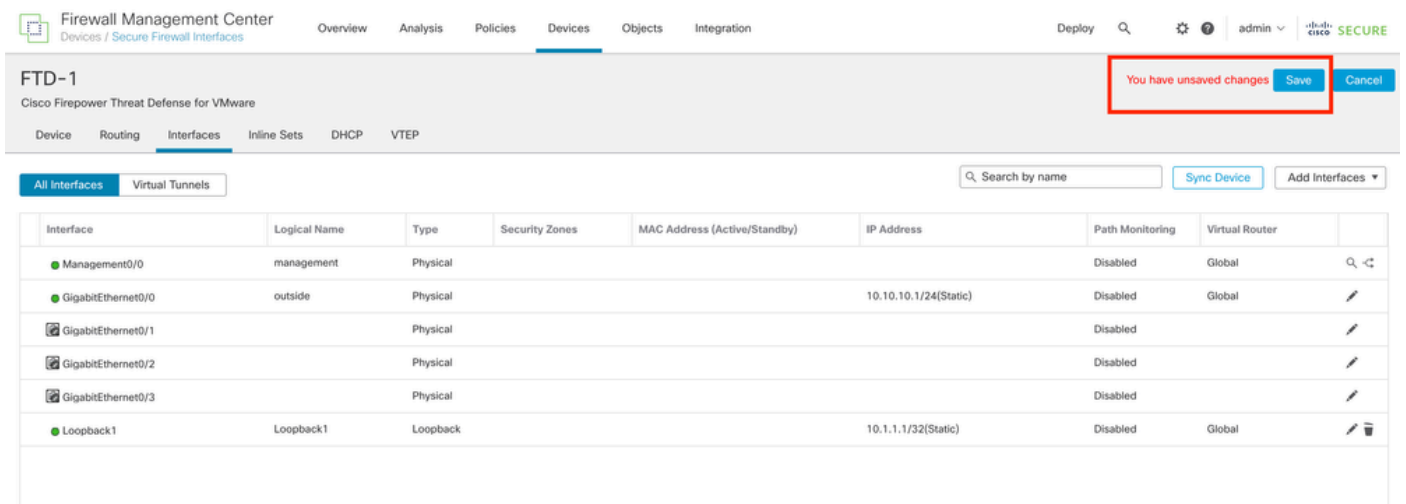 Firewall Management Center
Devices / Secure Firewall Interfaces
Overview Analysis Policies Devices Objects Integration
Deploy admin cisco SECURE
FTD-1
Cisco Firepower Threat Defense for VMware
You have unsaved changes Save Cancel
Device Routing Interfaces Inline Sets DHCP VTEP
All Interfaces Virtual Tunnels
Search by name Sync Device Add Interfaces
Interface Logical Name Type Security Zones MAC Address (Active/Standby) IP Address Path Monitoring Virtual Router
Management0/0 management Physical Disabled Global
GigabitEthernet0/0 outside Physical 10.10.10.1/24(Static) Disabled Global
GigabitEthernet0/1 Physical Disabled
GigabitEthernet0/2 Physical Disabled
GigabitEthernet0/3 Physical Disabled
Loopback1 Loopback1 Loopback 10.1.1.1/32(Static) Disabled Global